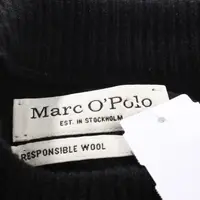 Marc O'Polo
EST. IN STOCKHOLM
RESPONSIBLE WOOL